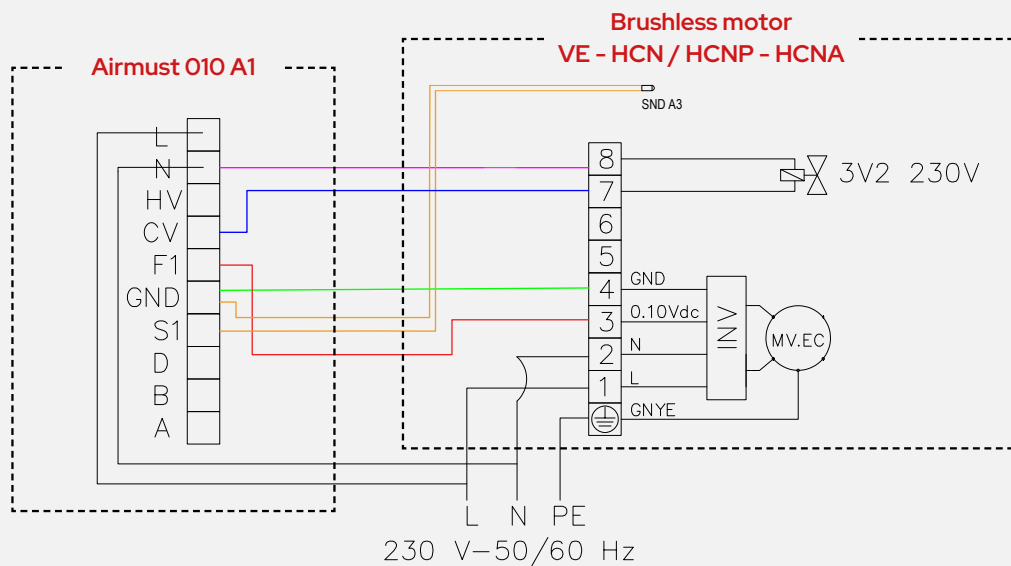 Brushless motor
VE - HCN / HCNP - HCNA
Airmust 010 A1
SND A3
L
N
HV
CV
F1
GND
S1
D
B
A
8
7
6
5
4
3
2
1
3V2 230V
GND
0.10Vdc
N
L
GNYE
INV
MV.EC
L N PE
230 V-50/60 Hz